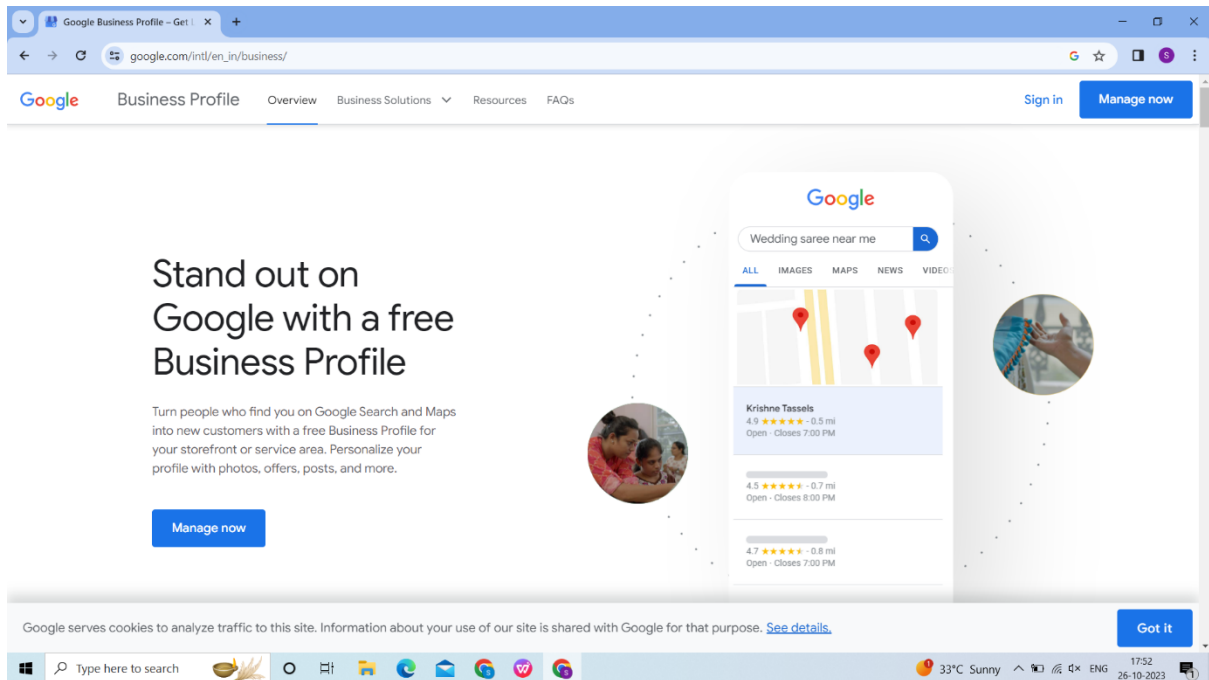 Google Business Profile – Get L
google.com/intl/en_in/business/
G
S
Google Business Profile Overview Business Solutions Resources FAQs Sign in Manage now
Stand out on
Google with a free
Business Profile
Turn people who find you on Google Search and Maps
into new customers with a free Business Profile for
your storefront or service area. Personalize your
profile with photos, offers, posts, and more.
Manage now
Google
Wedding saree near me
ALL IMAGES MAPS NEWS VIDEO
Krishne Tassels
4.9 ★★★★★ - 0.5 mi
Open - Closes 7:00 PM
4.5 ★★★★★ - 0.7 mi
Open - Closes 8:00 PM
4.7 ★★★★★ - 0.8 mi
Open - Closes 7:00 PM
Google serves cookies to analyze traffic to this site. Information about your use of our site is shared with Google for that purpose. See details.
Got it
Type here to search
33°C Sunny ENG 17:52
26-10-2023